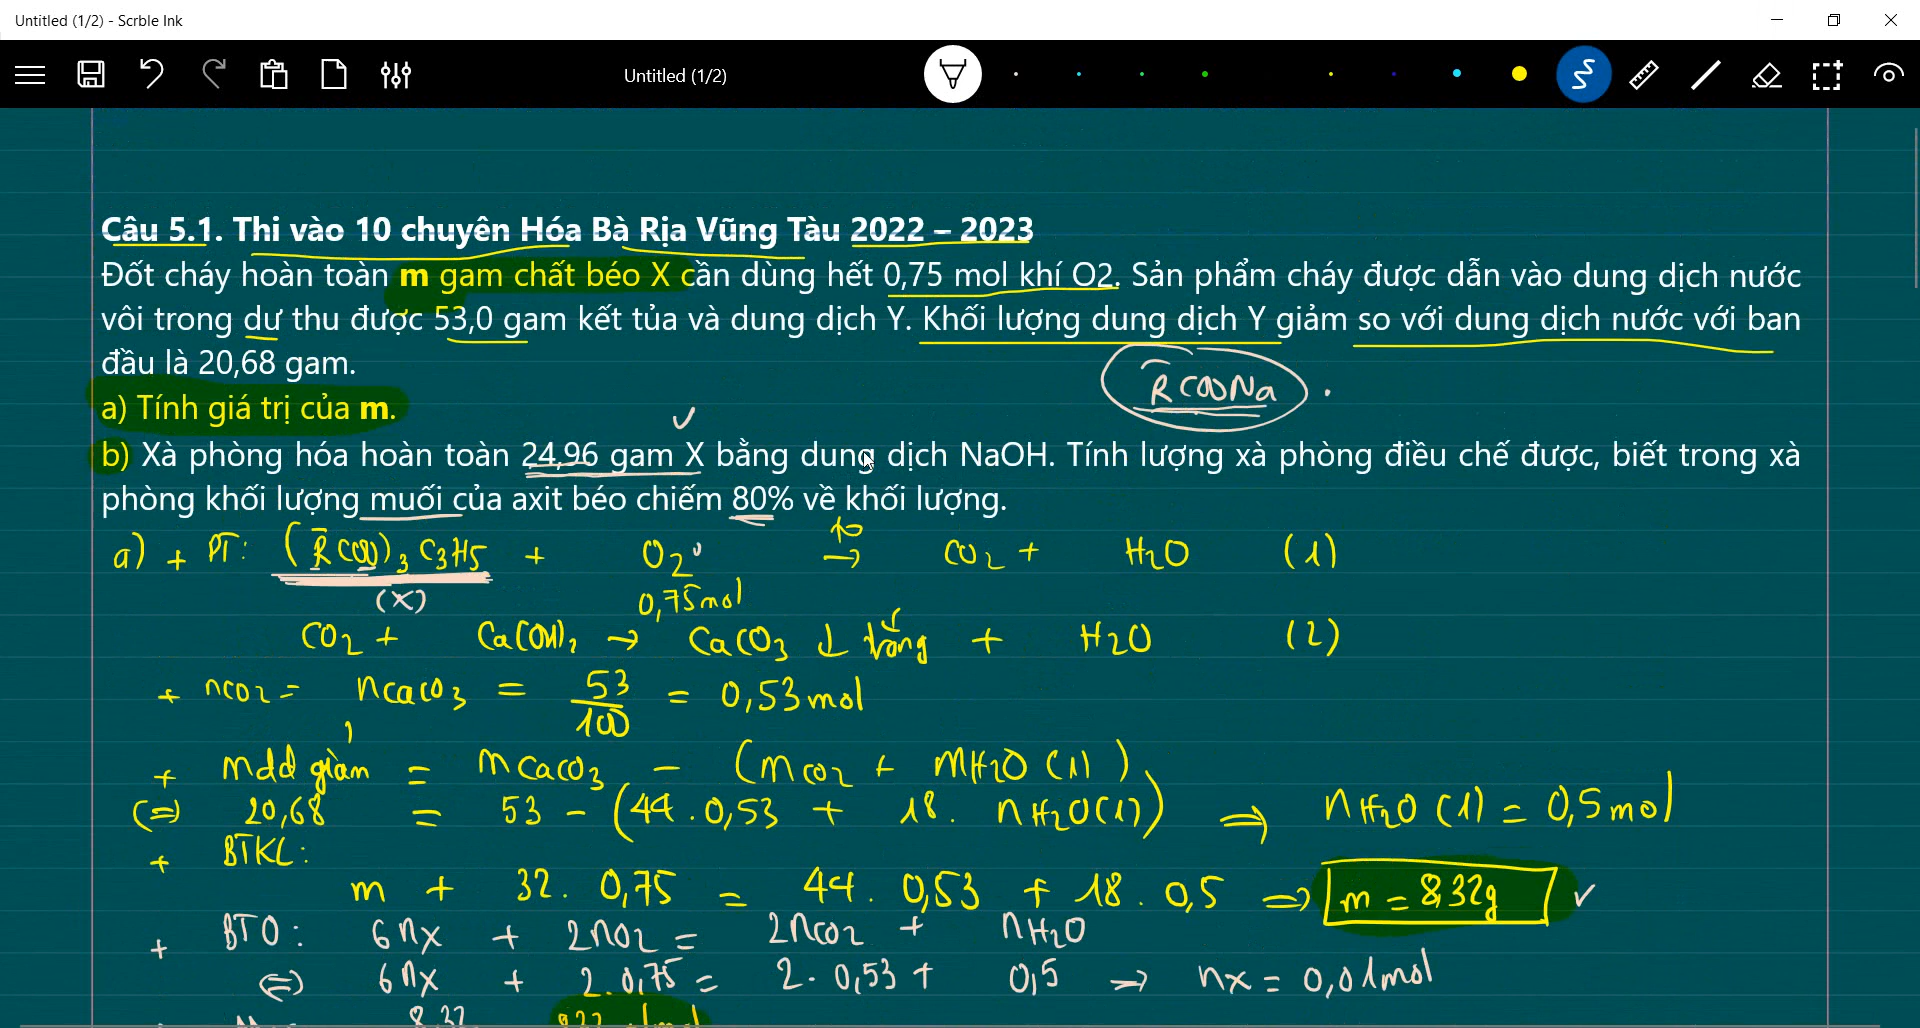 Untitled (1/2) - Scrble Ink
Untitled (1/2)
Câu 5.1. Thi vào 10 chuyên Hóa Bà Rịa Vũng Tàu 2022 – 2023
Đốt cháy hoàn toàn m gam chất béo X cần dùng hết 0,75 mol khí O2. Sản phẩm cháy được dẫn vào dung dịch nước
vôi trong dư thu được 53,0 gam kết tủa và dung dịch Y. Khối lượng dung dịch Y giảm so với dung dịch nước vôi ban
đầu là 20,68 gam.
R̄COONa
a) Tính giá trị của m.
b) Xà phòng hóa hoàn toàn 24,96 gam X bằng dung dịch NaOH. Tính lượng xà phòng điều chế được, biết trong xà
phòng khối lượng muối của axit béo chiếm 80% về khối lượng.
a) + PT: (R̄COO)3C3H5 + O2 →to CO2 + H2O (1)
(X) 0,75mol
CO2 + Ca(OH)2 → CaCO3 ↓ trắng + H2O (2)
+ nCO2 = nCaCO3 = 53/100 = 0,53 mol
+ mdd giảm = mCaCO3 - (mCO2 + mH2O (1))
(=) 20,68 = 53 - (44.0,53 + 18. nH2O(1)) => nH2O (1) = 0,5 mol
+ BTKL:
m + 32. 0,75 = 44. 0,53 + 18. 0,5 => m = 8,32g
+ BTO: 6nX + 2nO2 = 2nCO2 + nH2O
(=) 6nX + 2.0,75 = 2. 0,53 + 0,5 → nX = 0,01mol
8,32